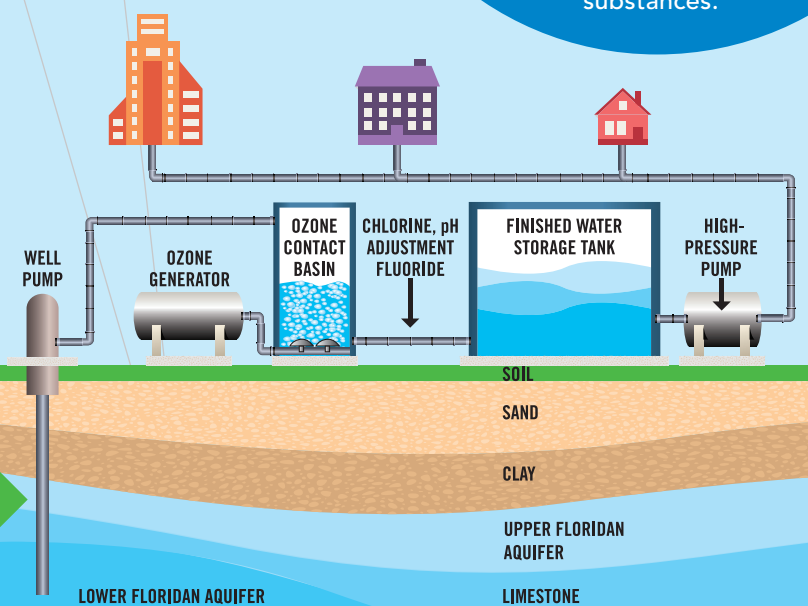 substances.
WELL
PUMP
OZONE
GENERATOR
OZONE
CONTACT
BASIN
CHLORINE, pH
ADJUSTMENT
FLUORIDE
FINISHED WATER
STORAGE TANK
HIGH-
PRESSURE
PUMP
SOIL
SAND
CLAY
UPPER FLORIDAN
AQUIFER
LOWER FLORIDAN AQUIFER
LIMESTONE